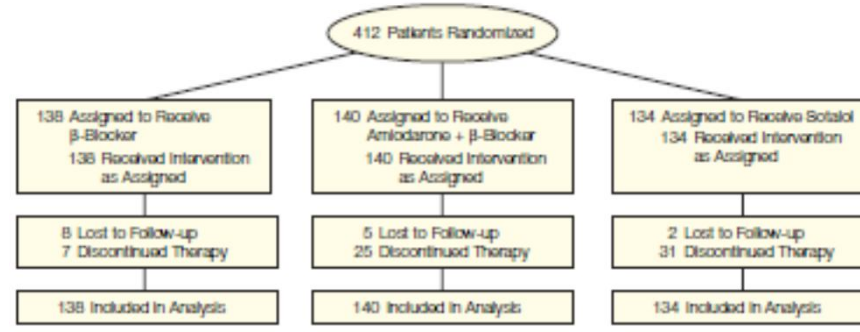 412 Patients Randomized
138 Assigned to Receive
β-Blocker
138 Received Intervention
as Assigned
140 Assigned to Receive
Amiodarone + β-Blocker
140 Received Intervention
as Assigned
134 Assigned to Receive Sotalol
134 Received Intervention
as Assigned
8 Lost to Follow-up
7 Discontinued Therapy
5 Lost to Follow-up
25 Discontinued Therapy
2 Lost to Follow-up
31 Discontinued Therapy
138 Included in Analysis
140 Included in Analysis
134 Included in Analysis